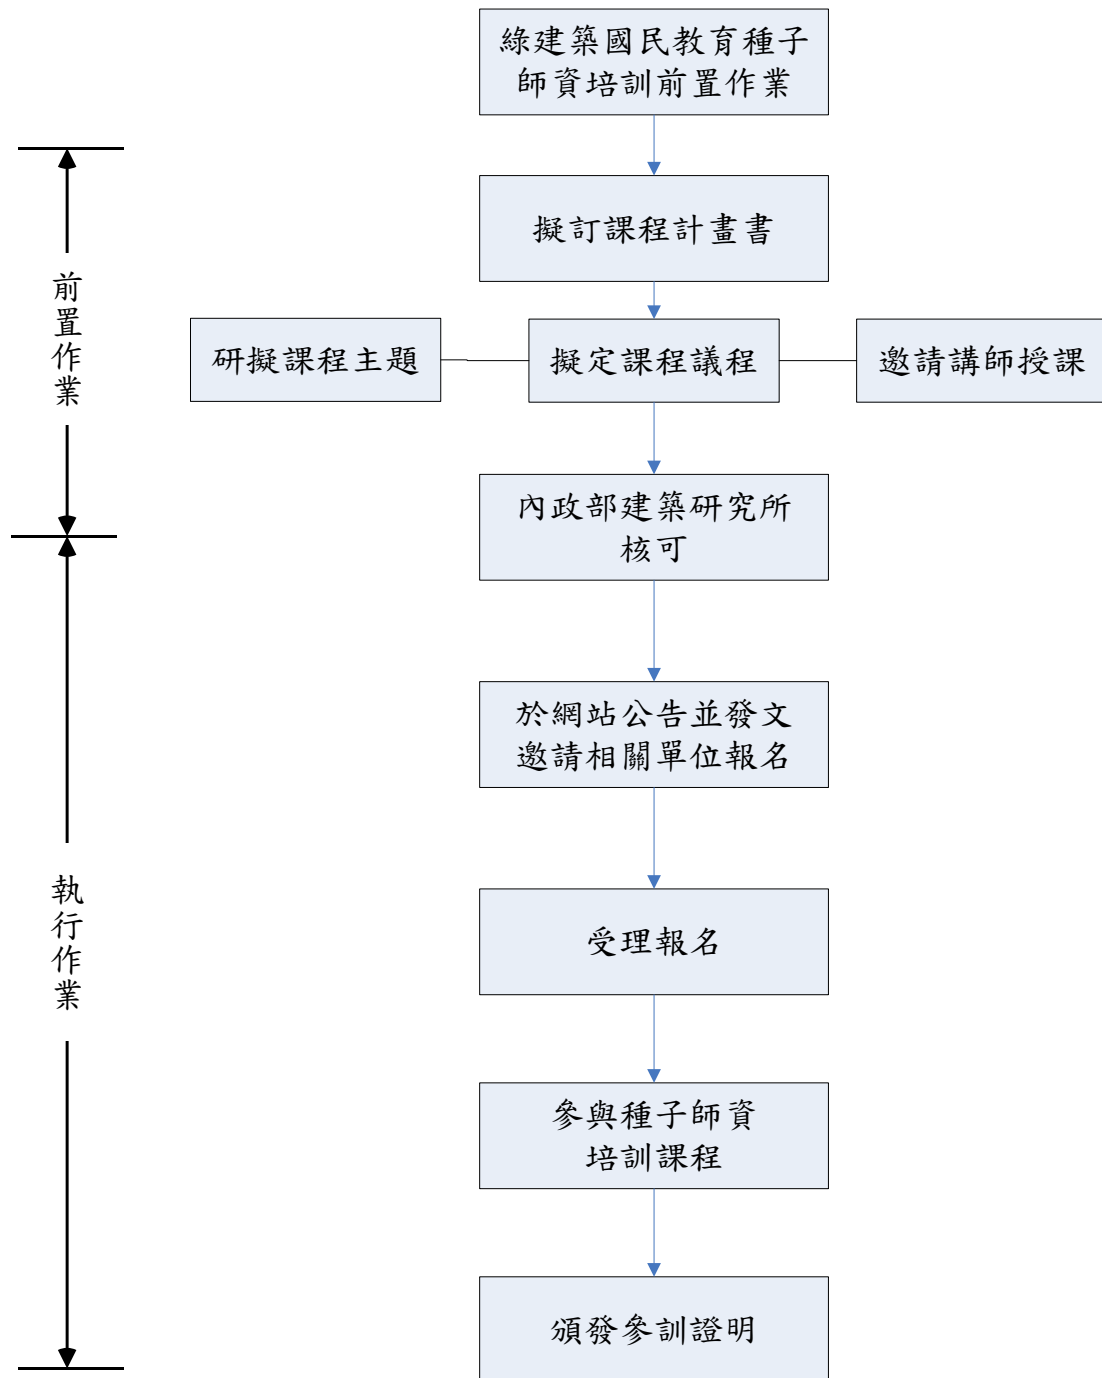 綠建築國民教育種子
師資培訓前置作業
擬訂課程計畫書
前置作業
研擬課程主題
擬定課程議程
邀請講師授課
內政部建築研究所
核可
於網站公告並發文
邀請相關單位報名
執行作業
受理報名
參與種子師資
培訓課程
頒發參訓證明